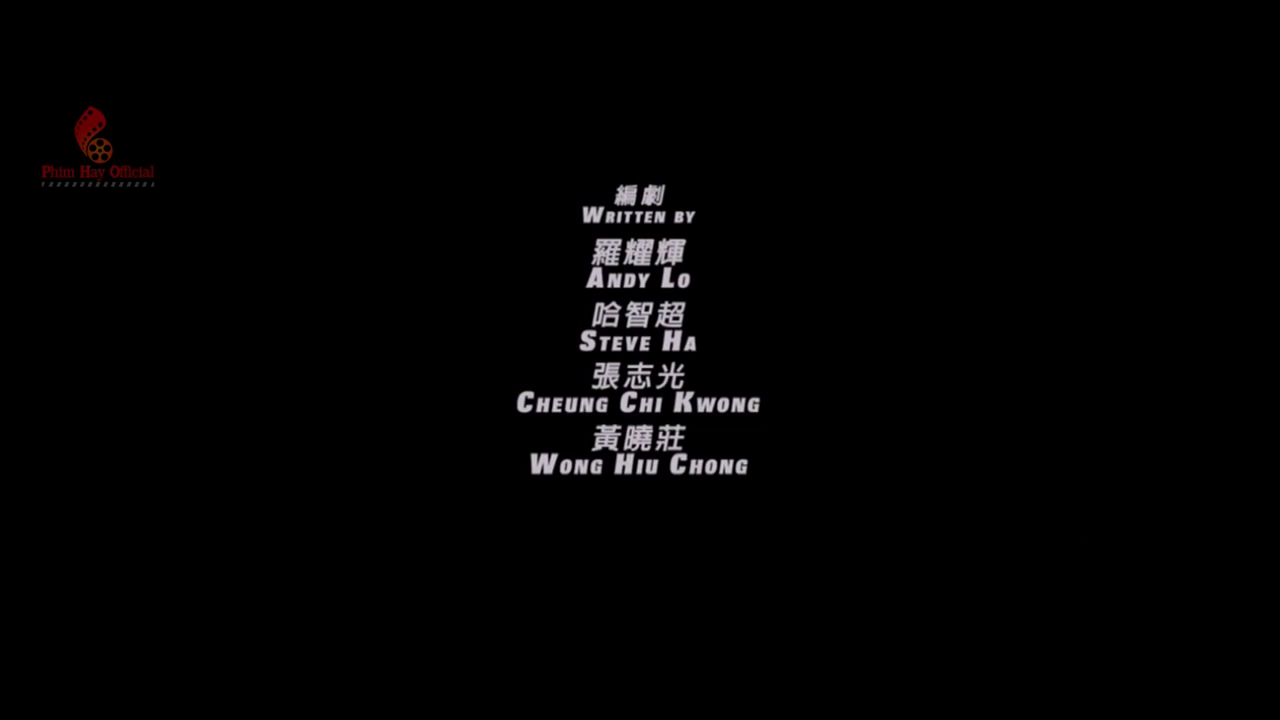 Phim Hay Official
編劇
WRITTEN BY
羅耀輝
ANDY LO
哈智超
STEVE HA
張志光
CHEUNG CHI KWONG
黃曉莊
WONG HIU CHONG